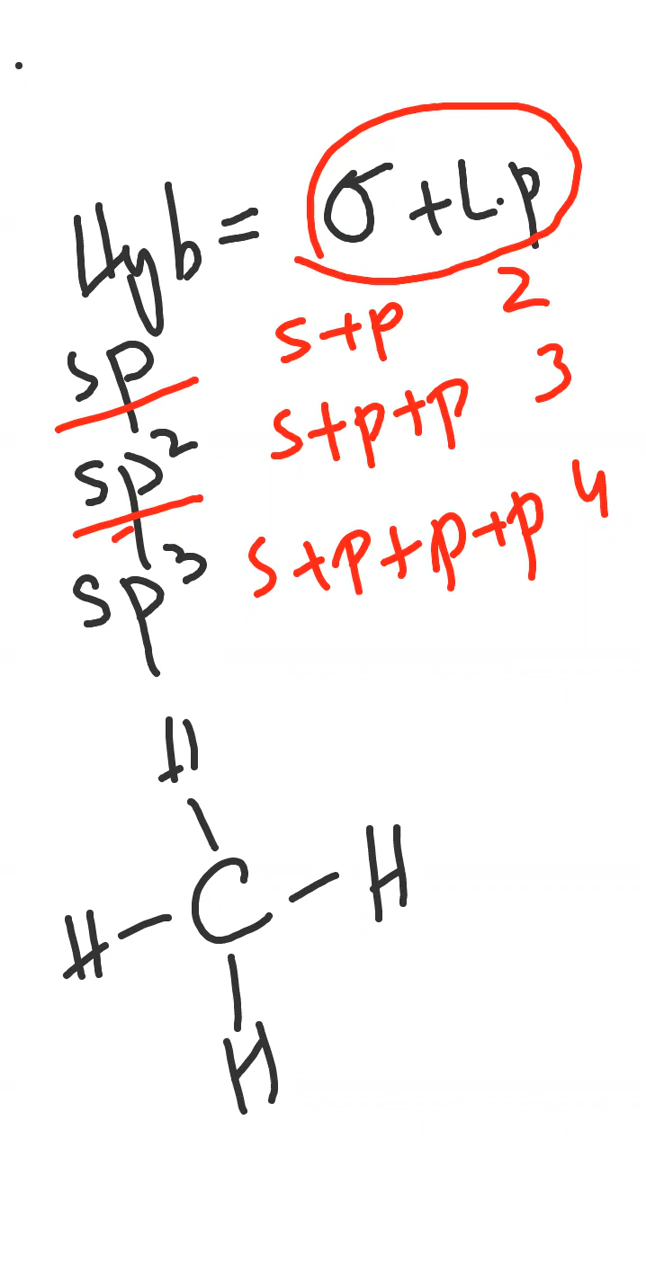 Hyb = σ + L.p
sp s+p 2
sp² s+p+p 3
sp³ s+p+p+p 4
H
H - C - H
H